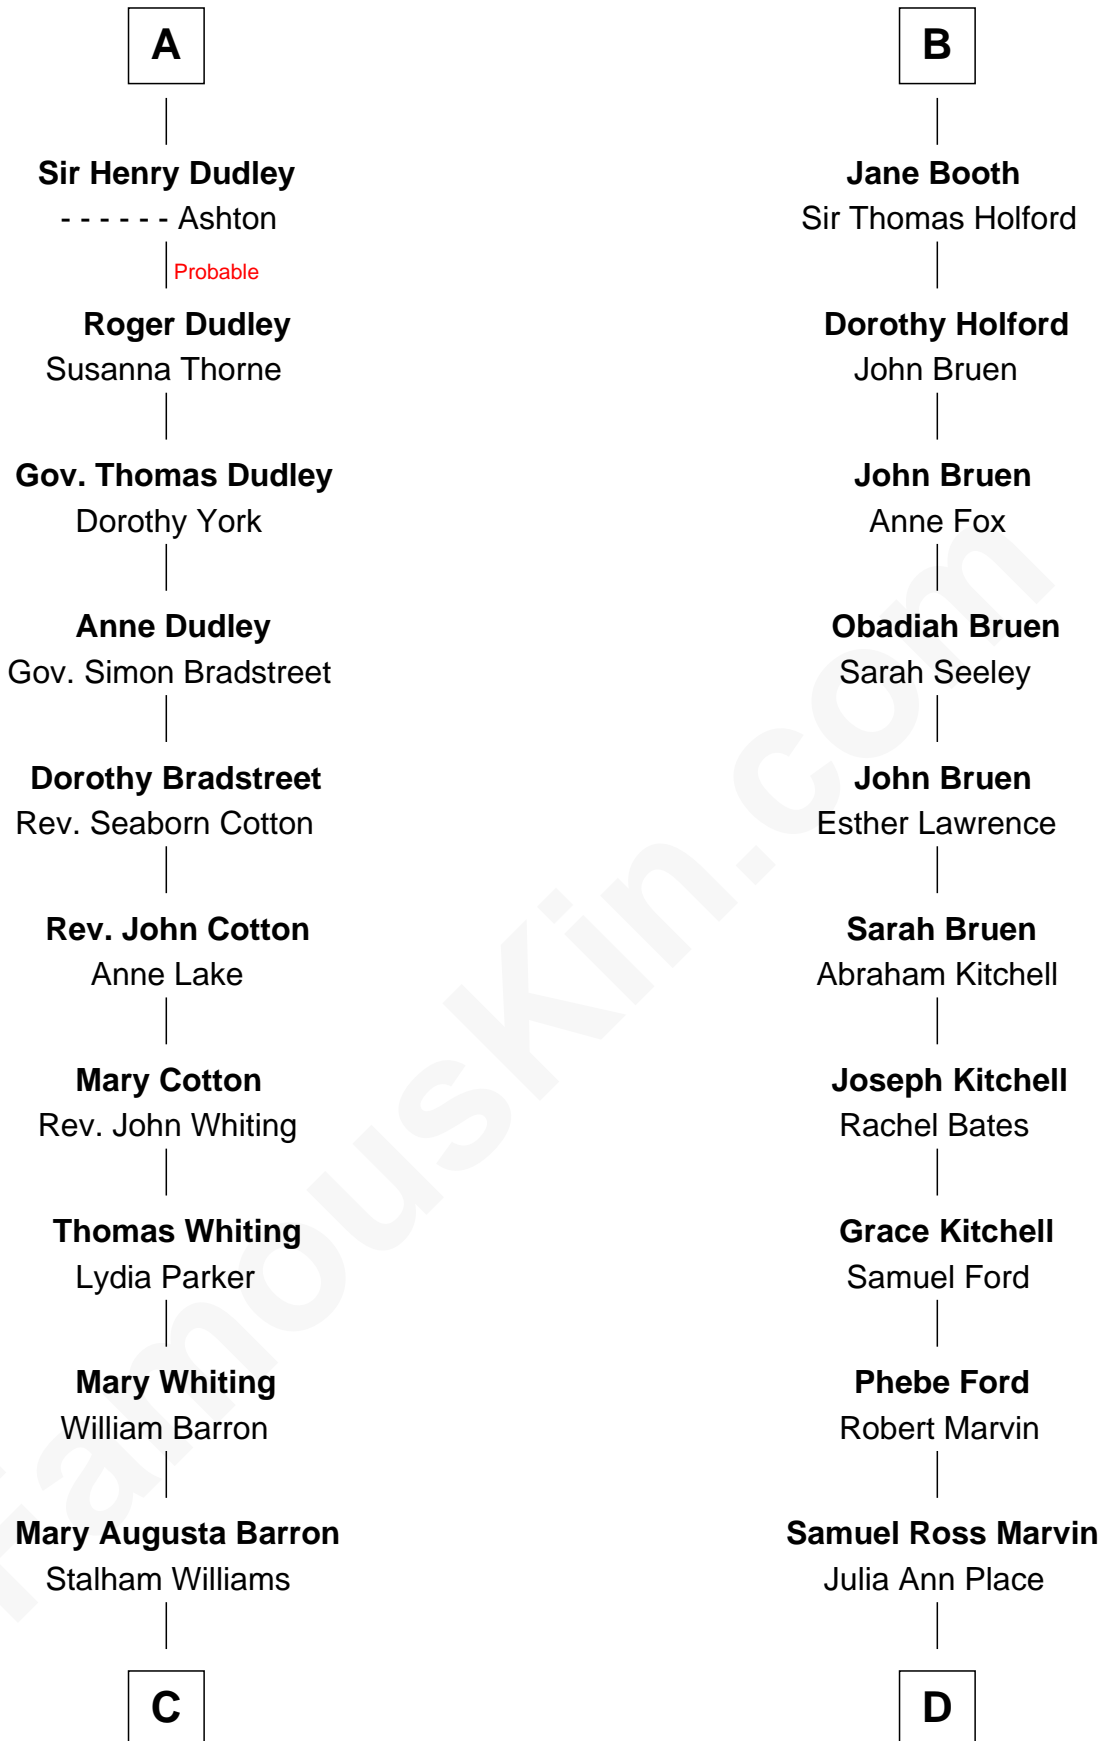 A
Sir Henry Dudley
- - - - - - Ashton
Probable
Roger Dudley
Susanna Thorne
Gov. Thomas Dudley
Dorothy York
Anne Dudley
Gov. Simon Bradstreet
Dorothy Bradstreet
Rev. Seaborn Cotton
Rev. John Cotton
Anne Lake
Mary Cotton
Rev. John Whiting
Thomas Whiting
Lydia Parker
Mary Whiting
William Barron
Mary Augusta Barron
Stalham Williams
C
B
Jane Booth
Sir Thomas Holford
Dorothy Holford
John Bruen
John Bruen
Anne Fox
Obadiah Bruen
Sarah Seeley
John Bruen
Esther Lawrence
Sarah Bruen
Abraham Kitchell
Joseph Kitchell
Rachel Bates
Grace Kitchell
Samuel Ford
Phebe Ford
Robert Marvin
Samuel Ross Marvin
Julia Ann Place
D
FamousKin.com